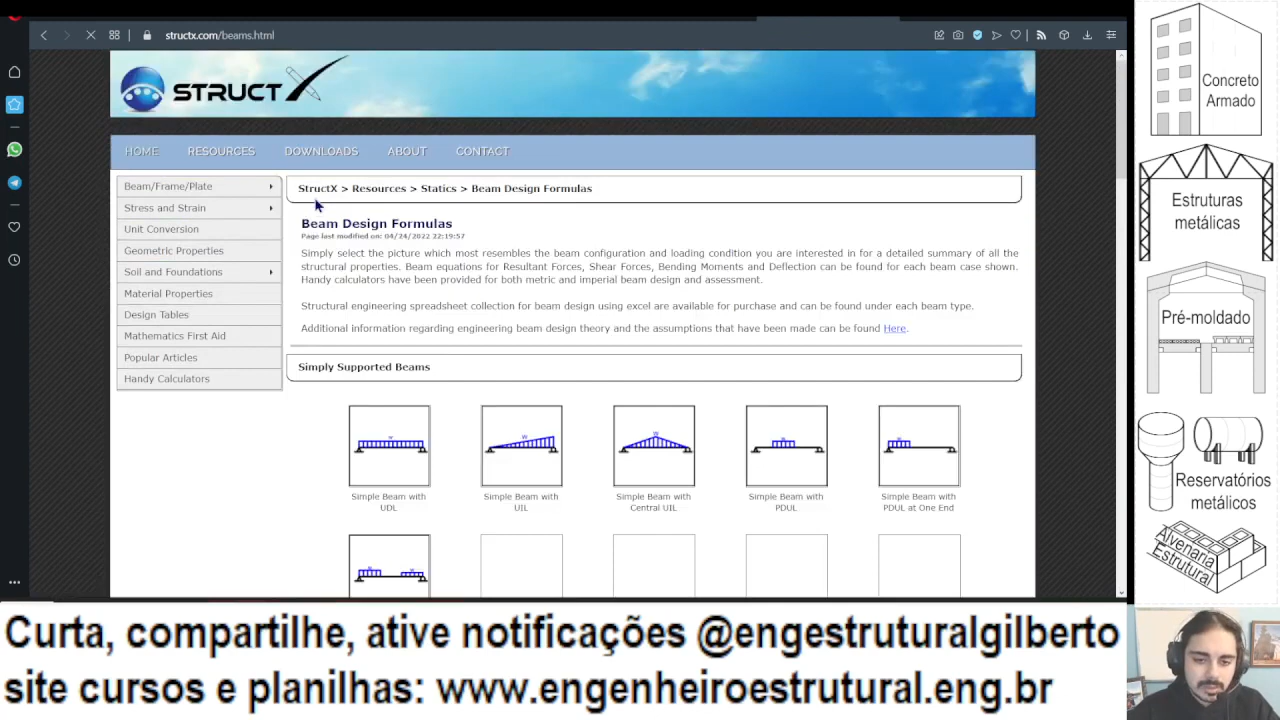 structx.com/beams.html
STRUCTX
HOME RESOURCES DOWNLOADS ABOUT CONTACT
Beam/Frame/Plate
Stress and Strain
Unit Conversion
Geometric Properties
Soil and Foundations
Material Properties
Design Tables
Mathematics First Aid
Popular Articles
Handy Calculators
StructX > Resources > Statics > Beam Design Formulas
Beam Design Formulas
Page last modified on: 04/24/2022 22:19:57
Simply select the picture which most resembles the beam configuration and loading condition you are interested in for a detailed summary of all the
structural properties. Beam equations for Resultant Forces, Shear Forces, Bending Moments and Deflection can be found for each beam case shown.
Handy calculators have been provided for both metric and imperial beam design and assessment.
Structural engineering spreadsheet collection for beam design using excel are available for purchase and can be found under each beam type.
Additional information regarding engineering beam design theory and the assumptions that have been made can be found Here.
Simply Supported Beams
Simple Beam with
UDL
Simple Beam with
UIL
Simple Beam with
Central UIL
Simple Beam with
PDUL
Simple Beam with
PDUL at One End
Concreto
Armado
Estruturas
metálicas
Pré-moldado
Reservatórios
metálicos
Alvenaria
Estrutural
Curta, compartilhe, ative notificações @engestruturalgilberto
site cursos e planilhas: www.engenheiroestrutural.eng.br